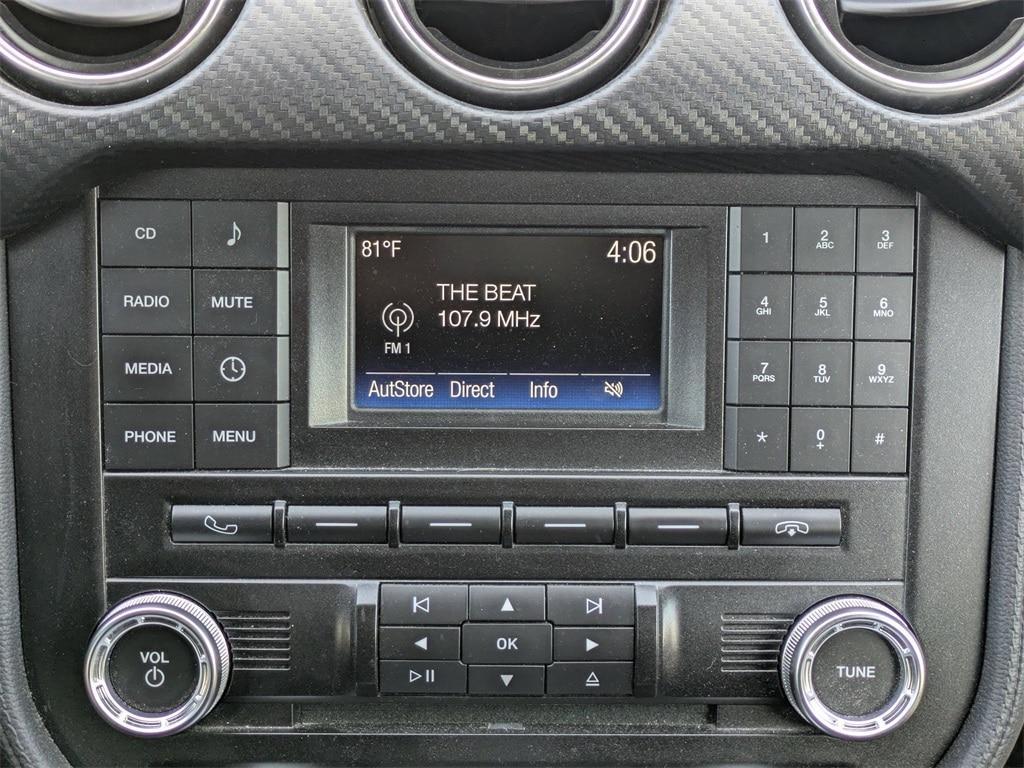 81°F 4:06
THE BEAT
107.9 MHz
FM 1
AutStore Direct Info
CD
RADIO MUTE
MEDIA
PHONE MENU
1 2 3
ABC DEF
4 5 6
GHI JKL MNO
7 8 9
PQRS TUV WXYZ
* 0 #
+
OK
VOL
TUNE